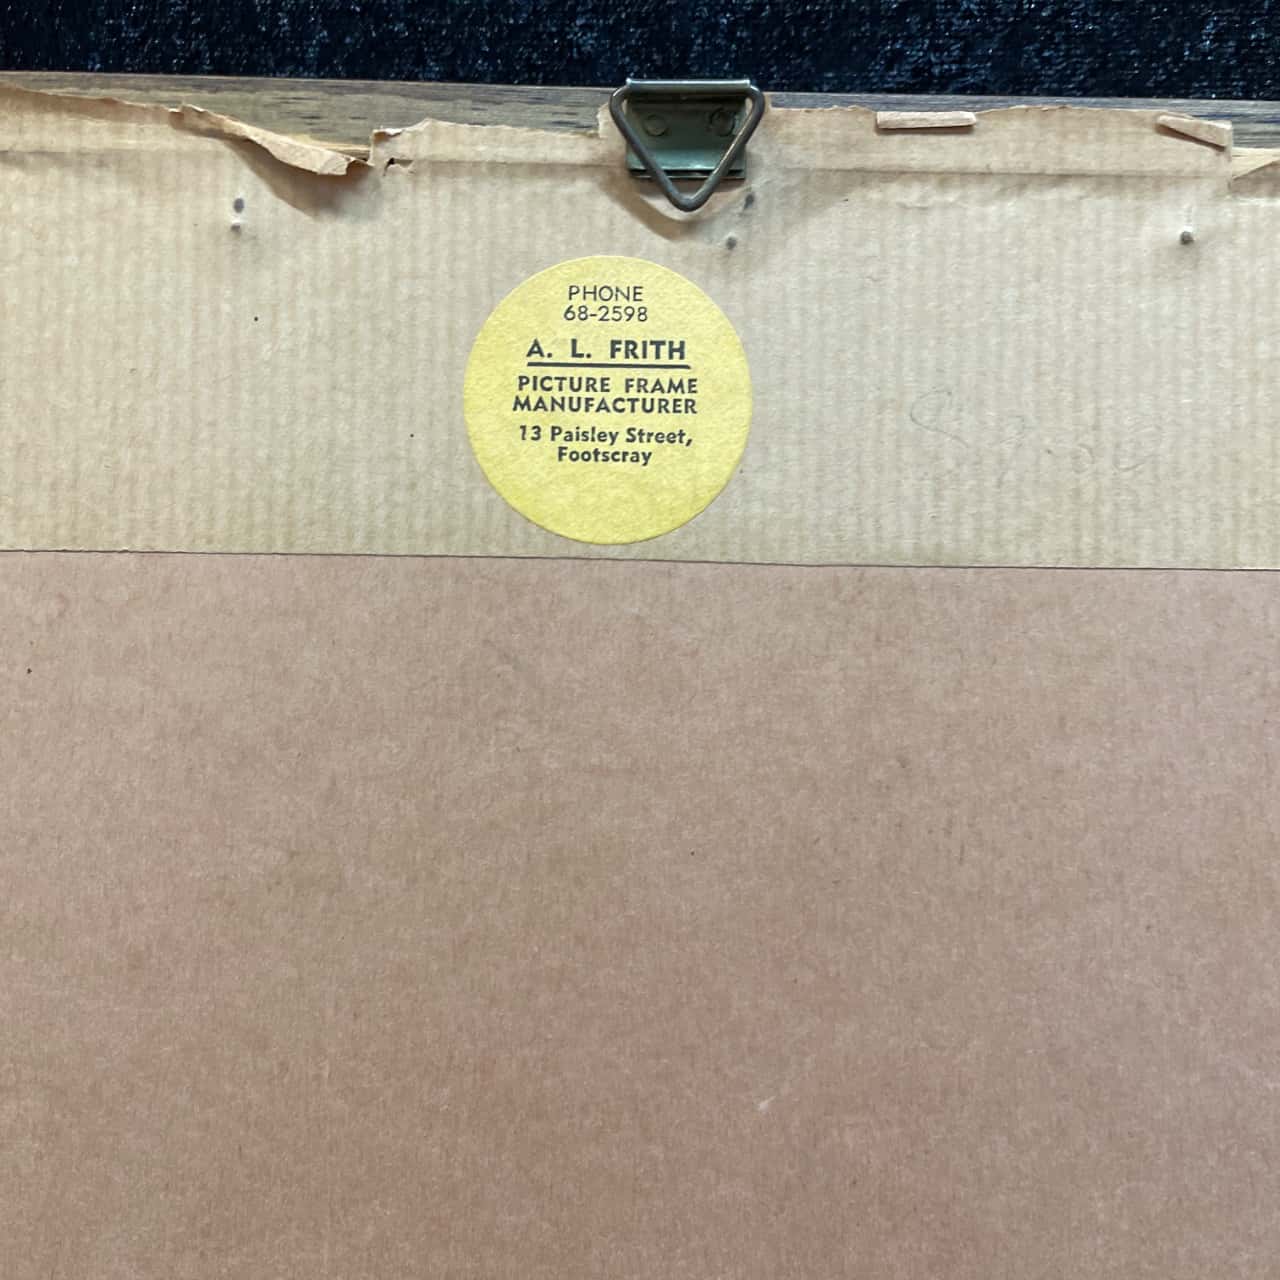 PHONE
68-2598
A. L. FRITH
PICTURE FRAME
MANUFACTURER
13 Paisley Street,
Footscray